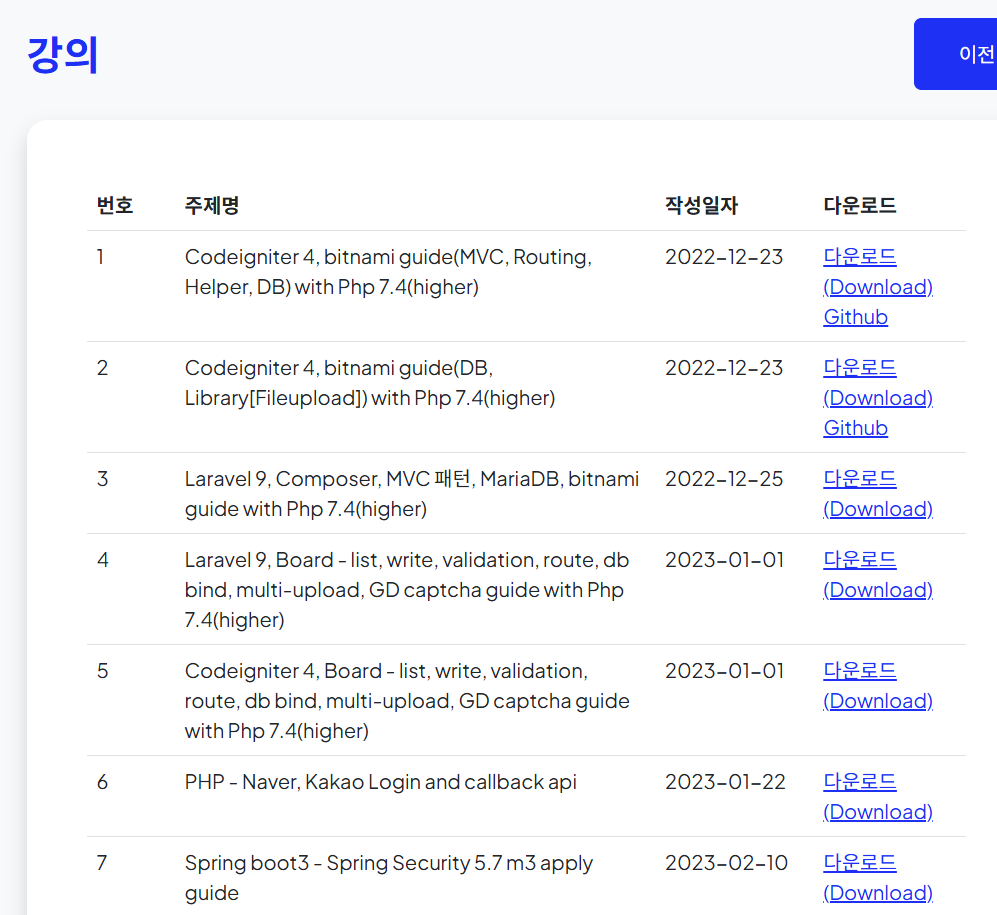 강의
이전
번호 주제명 작성일자 다운로드
1 Codeigniter 4, bitnami guide(MVC, Routing, 2022-12-23 다운로드
Helper, DB) with Php 7.4(higher) (Download)
Github
2 Codeigniter 4, bitnami guide(DB, 2022-12-23 다운로드
Library[Fileupload]) with Php 7.4(higher) (Download)
Github
3 Laravel 9, Composer, MVC 패턴, MariaDB, bitnami 2022-12-25 다운로드
guide with Php 7.4(higher) (Download)
4 Laravel 9, Board - list, write, validation, route, db 2023-01-01 다운로드
bind, multi-upload, GD captcha guide with Php (Download)
7.4(higher)
5 Codeigniter 4, Board - list, write, validation, 2023-01-01 다운로드
route, db bind, multi-upload, GD captcha guide (Download)
with Php 7.4(higher)
6 PHP - Naver, Kakao Login and callback api 2023-01-22 다운로드
(Download)
7 Spring boot3 - Spring Security 5.7 m3 apply 2023-02-10 다운로드
guide (Download)